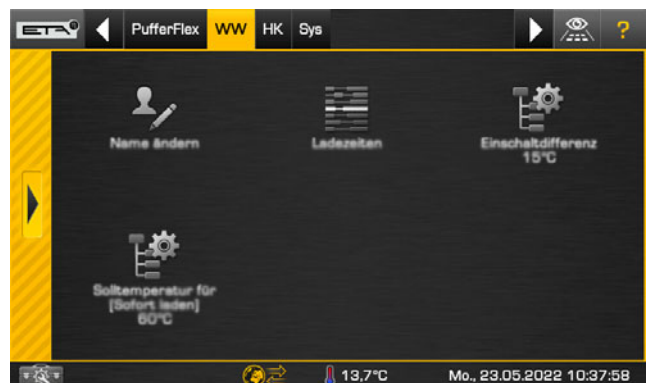 ETA
PufferFlex
WW
HK
Sys
?
Name ändern
Ladezeiten
Einschaltdifferenz
15°C
Solltemperatur für
[Sofort laden]
60°C
13,7°C
Mo., 23.05.2022 10:37:58